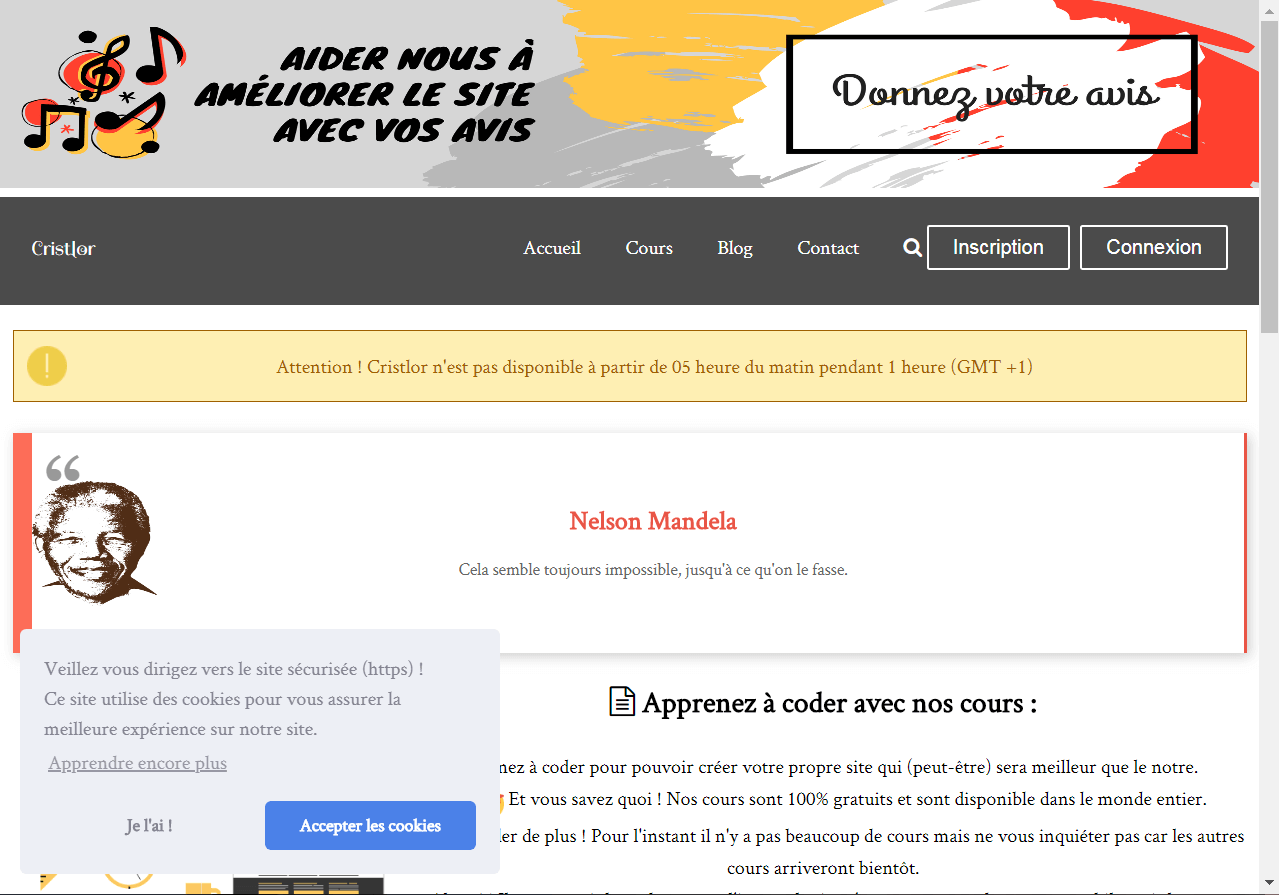 AIDER NOUS À
AMÉLIORER LE SITE
AVEC VOS AVIS
Donnez votre avis
Cristlor
Accueil
Cours
Blog
Contact
Inscription
Connexion
Attention ! Cristlor n'est pas disponible à partir de 05 heure du matin pendant 1 heure (GMT +1)
Nelson Mandela
Cela semble toujours impossible, jusqu'à ce qu'on le fasse.
Apprenez à coder avec nos cours :
nez à coder pour pouvoir créer votre propre site qui (peut-être) sera meilleur que le notre.
Et vous savez quoi ! Nos cours sont 100% gratuits et sont disponible dans le monde entier.
ler de plus ! Pour l'instant il n'y a pas beaucoup de cours mais ne vous inquiéter pas car les autres
cours arriveront bientôt.
Veillez vous dirigez vers le site sécurisée (https) !
Ce site utilise des cookies pour vous assurer la
meilleure expérience sur notre site.
Apprendre encore plus
Je l'ai !
Accepter les cookies